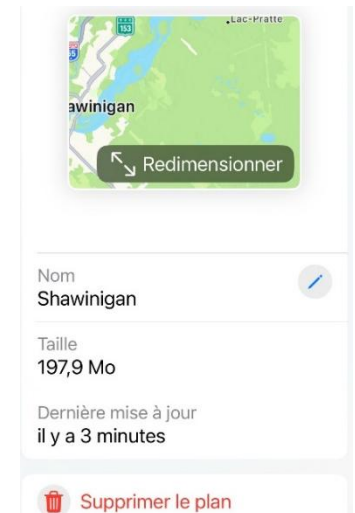 Lac-Pratte
153
awinigan
Redimensionner
Nom
Shawinigan
Taille
197,9 Mo
Dernière mise à jour
il y a 3 minutes
Supprimer le plan